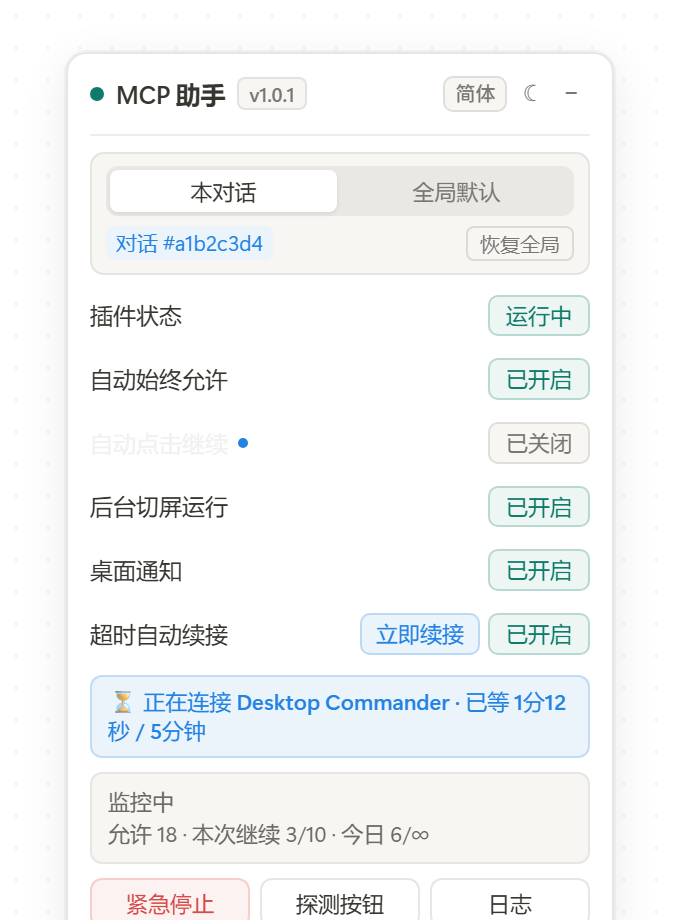 MCP 助手 v1.0.1 简体
本对话 全局默认
对话 #a1b2c3d4 恢复全局
插件状态 运行中
自动始终允许 已开启
自动点击继续 已关闭
后台切屏运行 已开启
桌面通知 已开启
超时自动续接 立即续接 已开启
⏳ 正在连接 Desktop Commander · 已等 1分12
秒 / 5分钟
监控中
允许 18 · 本次继续 3/10 · 今日 6/∞
紧急停止 探测按钮 日志